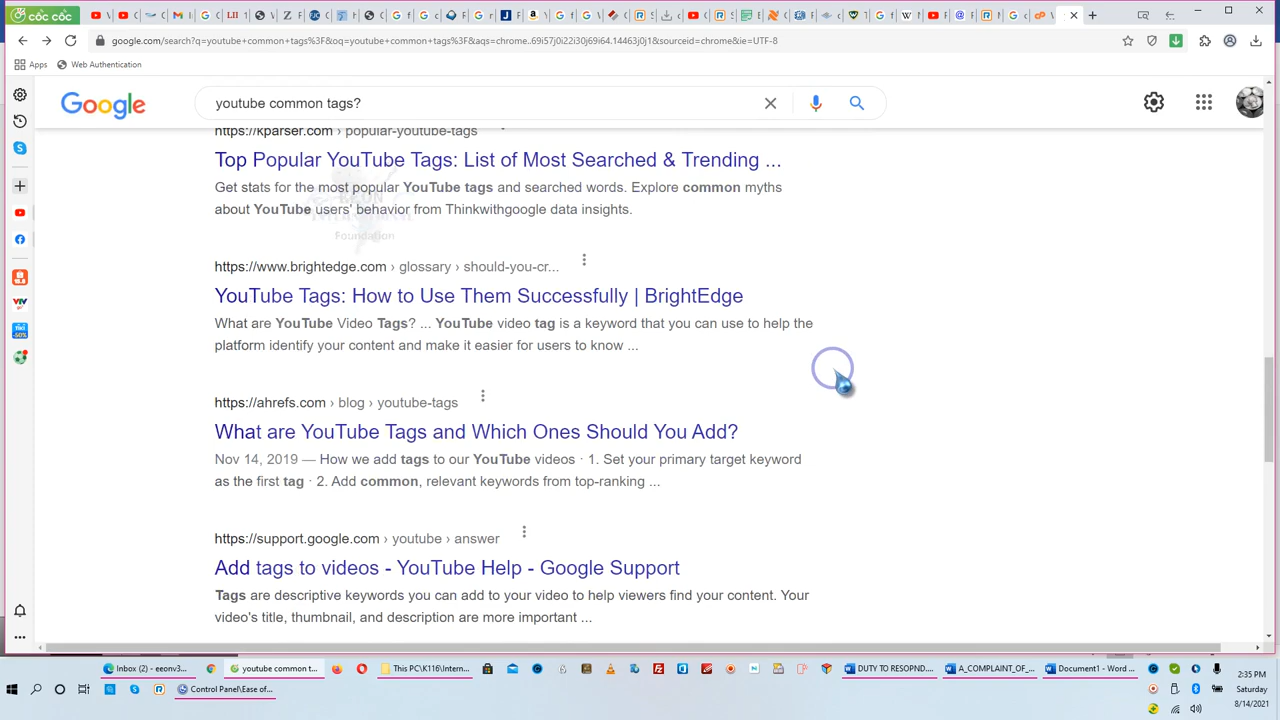 cốc cốc
google.com/search?q=youtube+common+tags%3F&oq=youtube+common+tags%3F&aqs=chrome..69i57j0i22i30j69i64.14463j0j1&sourceid=chrome&ie=UTF-8
Apps Web Authentication
Google
youtube common tags?
https://kparser.com › popular-youtube-tags
Top Popular YouTube Tags: List of Most Searched & Trending ...
Get stats for the most popular YouTube tags and searched words. Explore common myths
about YouTube users' behavior from Thinkwithgoogle data insights.
Foundation
https://www.brightedge.com › glossary › should-you-cr...
YouTube Tags: How to Use Them Successfully | BrightEdge
What are YouTube Video Tags? ... YouTube video tag is a keyword that you can use to help the
platform identify your content and make it easier for users to know ...
https://ahrefs.com › blog › youtube-tags
What are YouTube Tags and Which Ones Should You Add?
Nov 14, 2019 — How we add tags to our YouTube videos · 1. Set your primary target keyword
as the first tag · 2. Add common, relevant keywords from top-ranking ...
https://support.google.com › youtube › answer
Add tags to videos - YouTube Help - Google Support
Tags are descriptive keywords you can add to your video to help viewers find your content. Your
video's title, thumbnail, and description are more important ...
Inbox (2) - eeonv3... youtube common t... This PC\K116\Intern... DUTY TO RESOPND.... A_COMPLAINT_OF_... Document1 - Word ...
2:35 PM
Control Panel\Ease of...
Saturday
8/14/2021